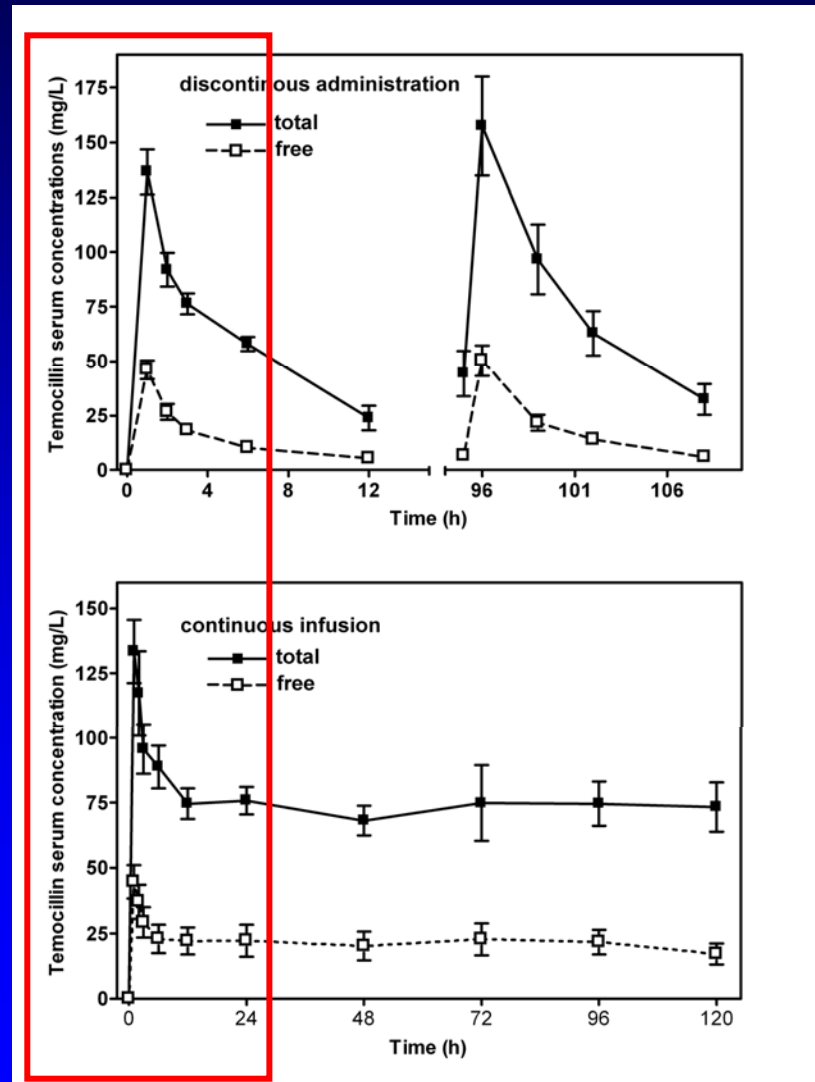 discontinous administration
total
free
Temocillin serum concentrations (mg/L)
175
150
125
100
75
50
25
0
0 4 8 12 96 101 106
Time (h)
continuous infusion
total
free
Temocillin serum concentration (mg/L)
150
125
100
75
50
25
0
0 24 48 72 96 120
Time (h)